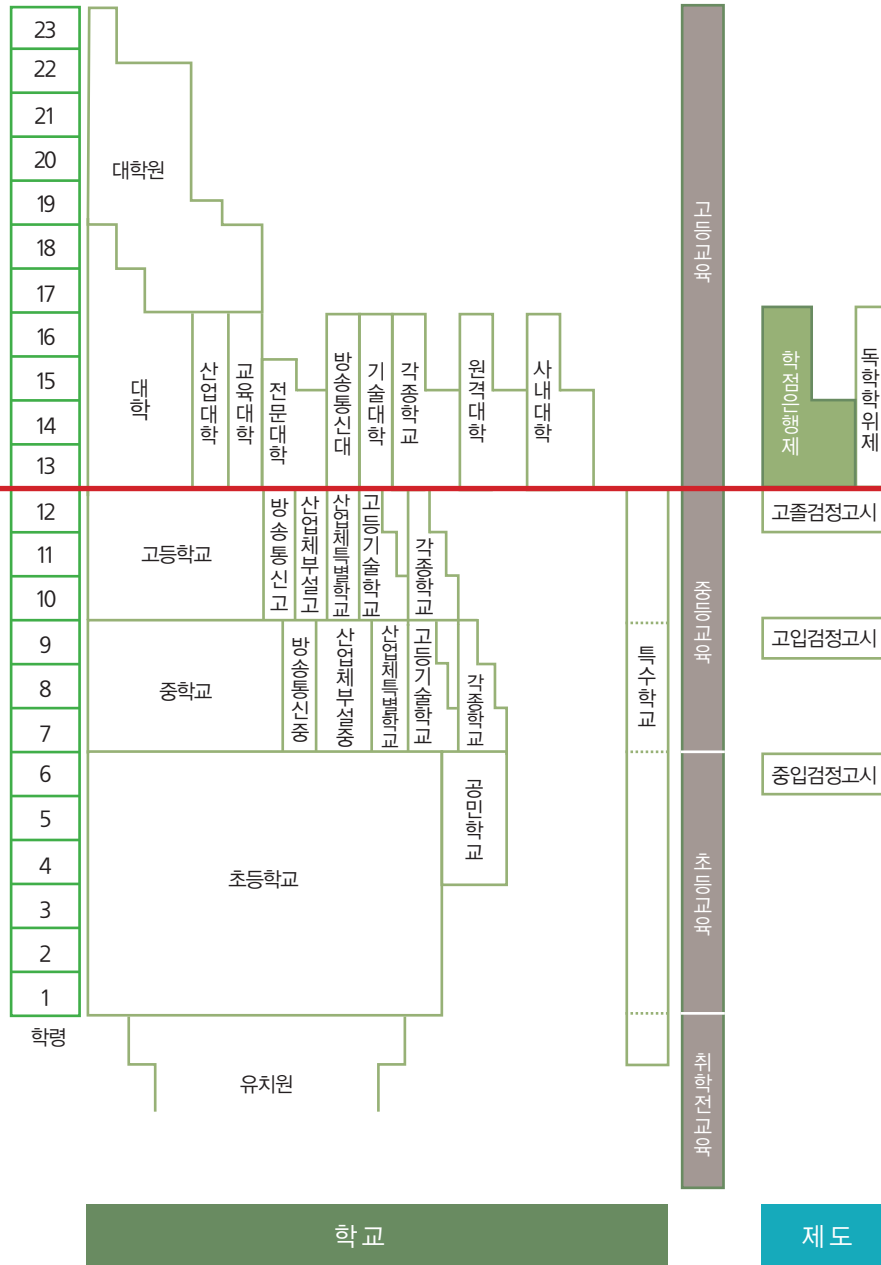 23
22
21
20
19
18
17
16
15
14
13
12
11
10
9
8
7
6
5
4
3
2
1
학령
대학원
대학
산업대학
교육대학
전문대학
방송통신대
기술대학
각종학교
원격대학
사내대학
고등학교
방송통신고
산업체부설고
산업체특별학교
고등기술학교
각종학교
중학교
방송통신중
산업체부설중
산업체특별학교
고등기술학교
각종학교
초등학교
공민학교
유치원
특수학교
고등교육
중등교육
초등교육
취학전교육
학점은행제
독학학위제
고졸검정고시
고입검정고시
중입검정고시
학교
제도